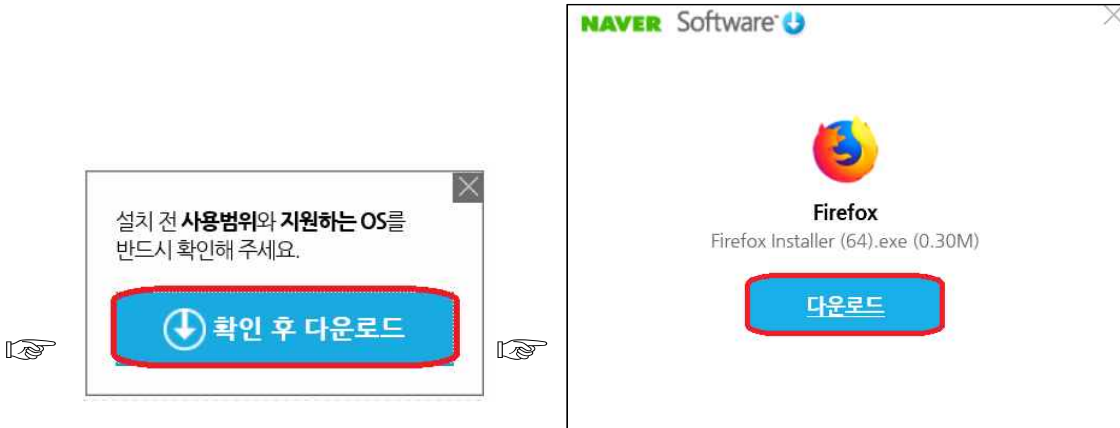 설치 전 사용범위와 지원하는 OS를
반드시 확인해 주세요.
확인 후 다운로드
NAVER Software
Firefox
Firefox Installer (64).exe (0.30M)
다운로드